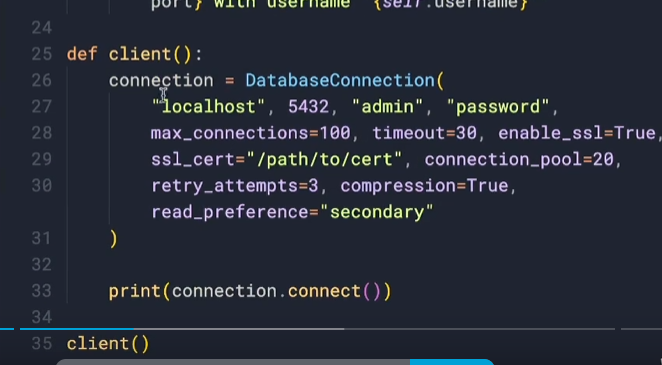 port} with username '{self.username}
24
25 def client():
26 connection = DatabaseConnection(
27 "localhost", 5432, "admin", "password",
28 max_connections=100, timeout=30, enable_ssl=True,
29 ssl_cert="/path/to/cert", connection_pool=20,
30 retry_attempts=3, compression=True,
read_preference="secondary"
31 )
32
33 print(connection.connect())
34
35 client()